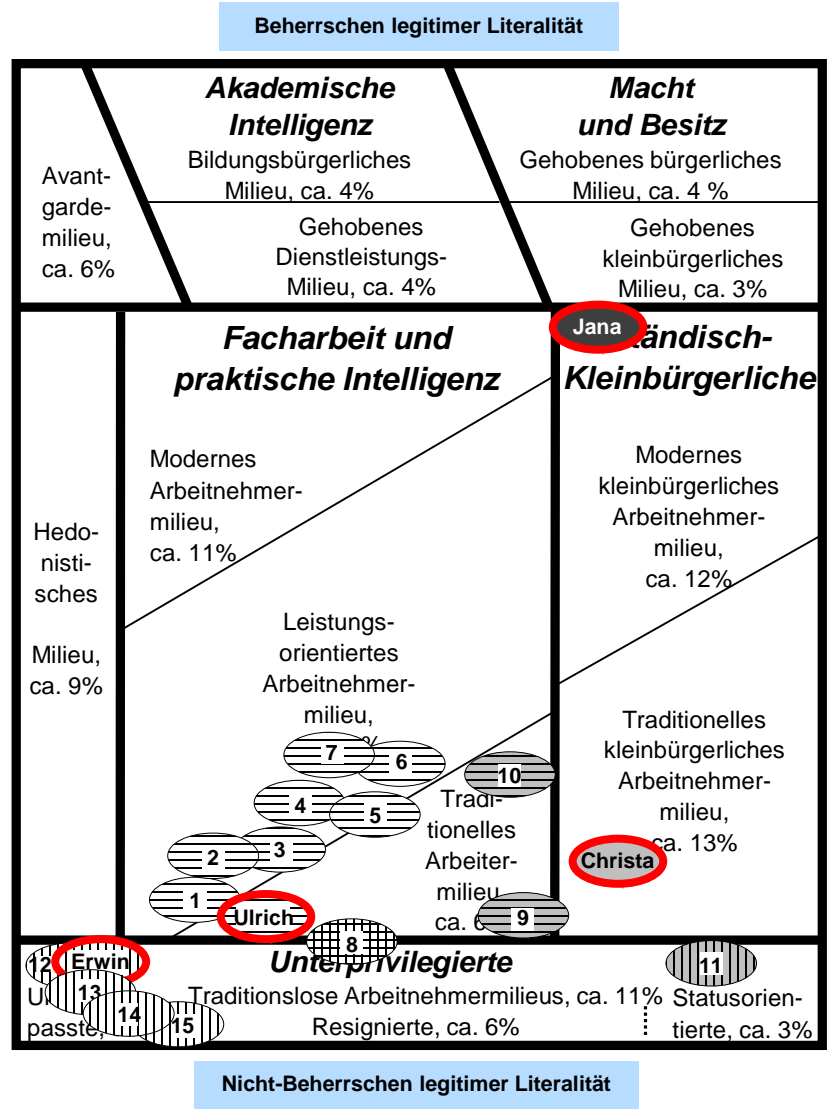 Beherrschen legitimer Literalität
Akademische
Intelligenz
Bildungsbürgerliches
Milieu, ca. 4%
Macht
und Besitz
Gehobenes bürgerliches
Milieu, ca. 4 %
Avant-
garde-
milieu,
ca. 6%
Gehobenes
Dienstleistungs-
Milieu, ca. 4%
Gehobenes
kleinbürgerliches
Milieu, ca. 3%
Facharbeit und
praktische Intelligenz
Jana
tändisch-
Kleinbürgerliche
Modernes
Arbeitnehmer-
milieu,
ca. 11%
Modernes
kleinbürgerliches
Arbeitnehmer-
milieu,
ca. 12%
Hedo-
nisti-
sches
Milieu,
ca. 9%
Leistungs-
orientiertes
Arbeitnehmer-
milieu,
%
Traditionelles
kleinbürgerliches
Arbeitnehmer-
milieu,
ca. 13%
7
6
10
4
5
Tradi-
tionelles
Arbeiter-
milieu
ca.
2
3
Christa
1
Ulrich
9
8
12
Erwin
Unterprivilegierte
11
13
14
15
passte,
Traditionslose Arbeitnehmermilieus, ca. 11%
Resignierte, ca. 6%
Statusorien-
tierte, ca. 3%
Nicht-Beherrschen legitimer Literalität